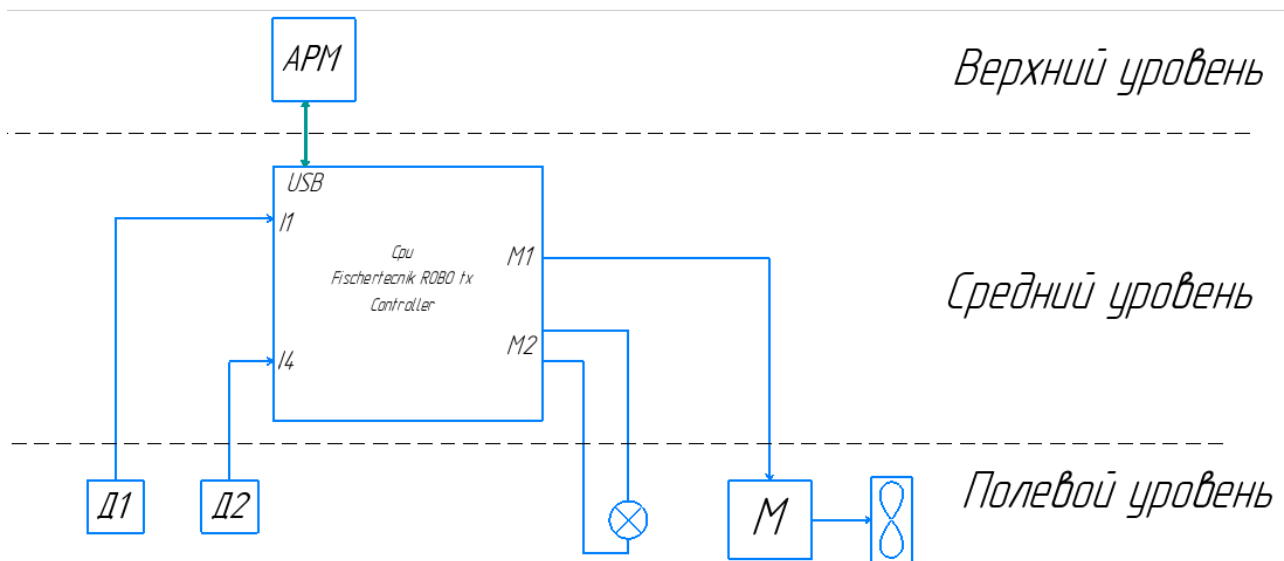 АРМ
Верхний уровень
USB
I1
Cpu
Fischertecnik ROBO tx
Controller
M1
Средний уровень
I4
M2
Д1
Д2
М
Полевой уровень